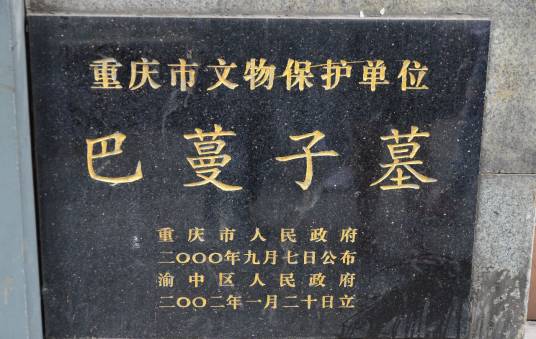 重庆市文物保护单位
巴蔓子墓
重庆市人民政府
二〇〇〇年九月七日公布
渝中区人民政府
二〇〇二年一月二十日立